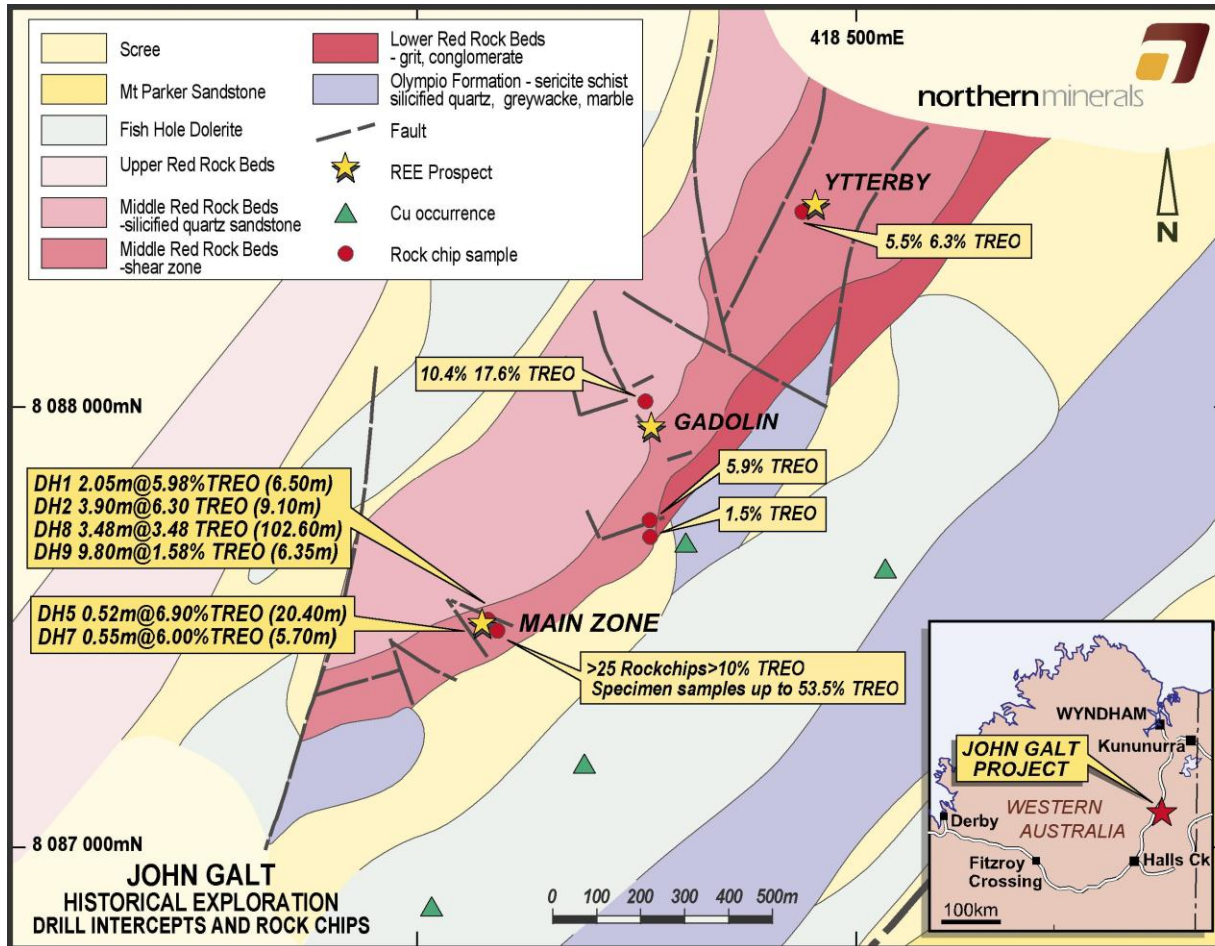 Scree
Mt Parker Sandstone
Fish Hole Dolerite
Upper Red Rock Beds
Middle Red Rock Beds
-silicified quartz sandstone
Middle Red Rock Beds
-shear zone
Lower Red Rock Beds
- grit, conglomerate
Olympio Formation - sericite schist
silicified quartz, greywacke, marble
Fault
REE Prospect
Cu occurrence
Rock chip sample
418 500mE
northernminerals
N
YTTERBY
5.5% 6.3% TREO
10.4% 17.6% TREO
8 088 000mN
GADOLIN
5.9% TREO
1.5% TREO
DH1 2.05m@5.98%TREO (6.50m)
DH2 3.90m@6.30 TREO (9.10m)
DH8 3.48m@3.48 TREO (102.60m)
DH9 9.80m@1.58% TREO (6.35m)
DH5 0.52m@6.90%TREO (20.40m)
DH7 0.55m@6.00%TREO (5.70m)
MAIN ZONE
>25 Rockchips>10% TREO
Specimen samples up to 53.5% TREO
8 087 000mN
JOHN GALT
HISTORICAL EXPLORATION
DRILL INTERCEPTS AND ROCK CHIPS
0 100 200 300 400 500m
WYNDHAM
Kununurra
JOHN GALT
PROJECT
WESTERN
AUSTRALIA
Derby
Fitzroy
Crossing
Halls Ck
100km